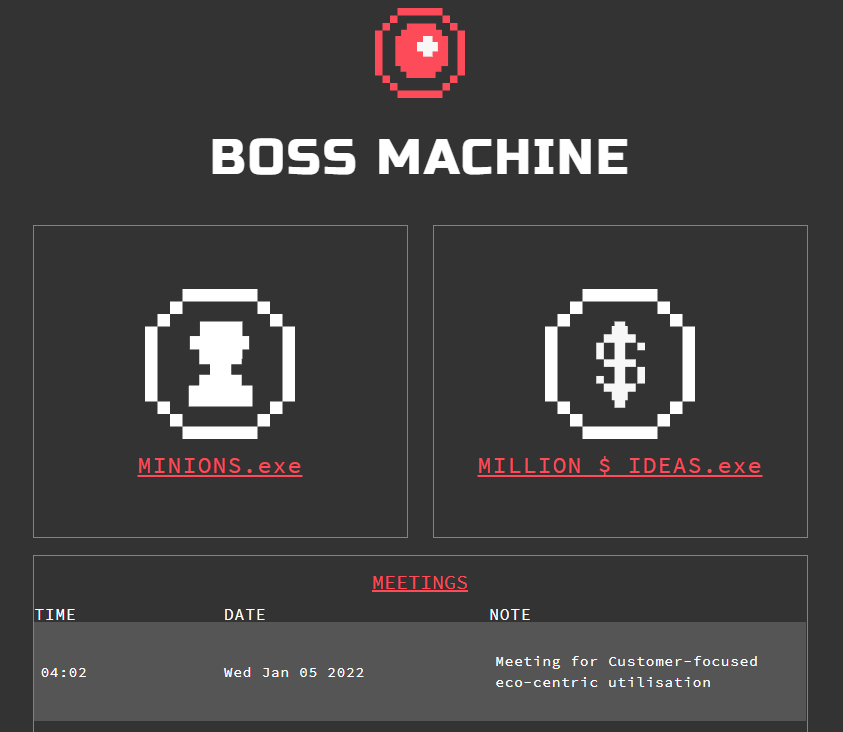 BOSS MACHINE
MINIONS.exe
MILLION $ IDEAS.exe
MEETINGS
TIME DATE NOTE
04:02 Wed Jan 05 2022 Meeting for Customer-focused
eco-centric utilisation